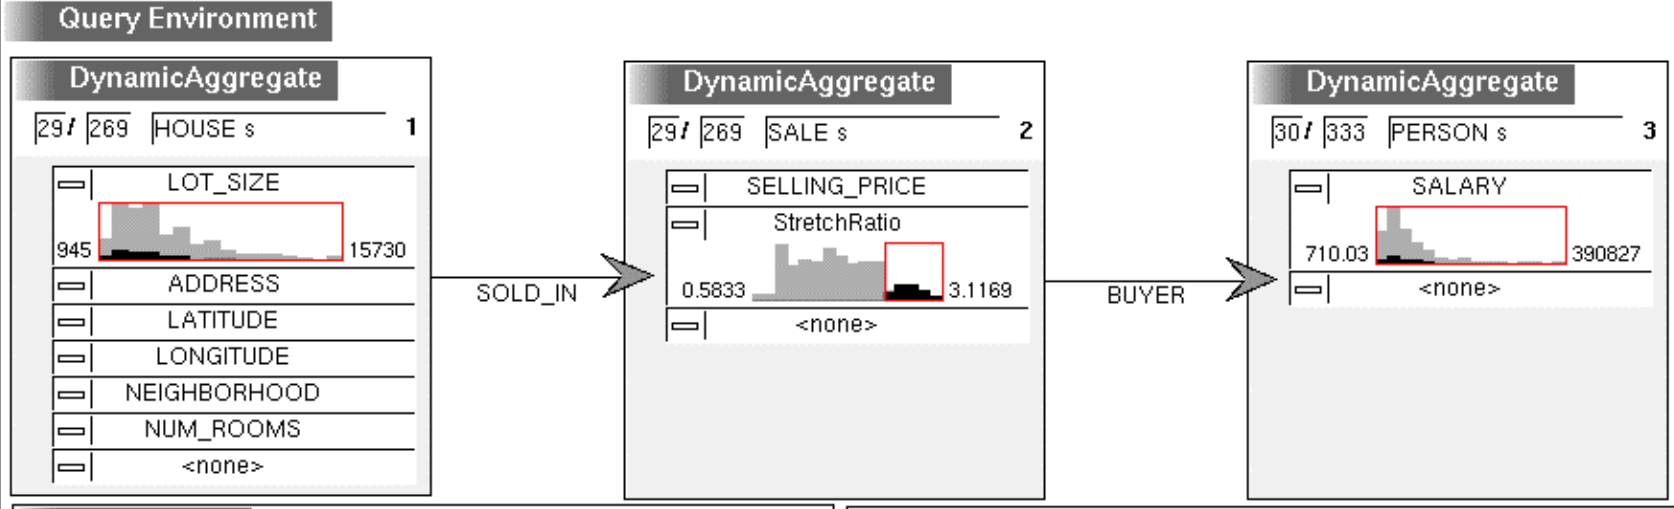 Query Environment
DynamicAggregate
29/ 269 HOUSE s 1
LOT_SIZE
945 15730
ADDRESS
LATITUDE
LONGITUDE
NEIGHBORHOOD
NUM_ROOMS
<none>
SOLD_IN
DynamicAggregate
29/ 269 SALE s 2
SELLING_PRICE
StretchRatio
0.5833 3.1169
<none>
BUYER
DynamicAggregate
30/ 333 PERSON s 3
SALARY
710.03 390827
<none>